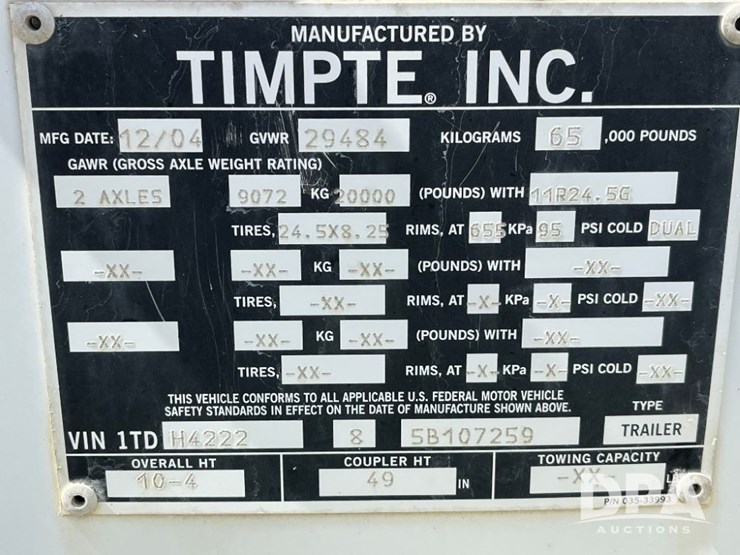 MANUFACTURED BY
TIMPTE® INC.
MFG DATE: 12/04 GVWR 29484 KILOGRAMS 65 ,000 POUNDS
GAWR (GROSS AXLE WEIGHT RATING)
2 AXLES 9072 KG 20000 (POUNDS) WITH 11R24.5G
TIRES, 24.5X8.25 RIMS, AT 655 KPa 95 PSI COLD DUAL
-XX- -XX- KG -XX- (POUNDS) WITH -XX-
TIRES, -XX- RIMS, AT -X- KPa -X- PSI COLD -XX-
-XX- -XX- KG -XX- (POUNDS) WITH -XX-
TIRES, -XX- RIMS, AT -X- KPa -X- PSI COLD -XX-
THIS VEHICLE CONFORMS TO ALL APPLICABLE U.S. FEDERAL MOTOR VEHICLE
SAFETY STANDARDS IN EFFECT ON THE DATE OF MANUFACTURE SHOWN ABOVE.
TYPE
VIN 1TD H4222 8 5B107259 TRAILER
OVERALL HT COUPLER HT TOWING CAPACITY
10-4 49 IN -XX-
P/N 035-33993
DPA
AUCTIONS